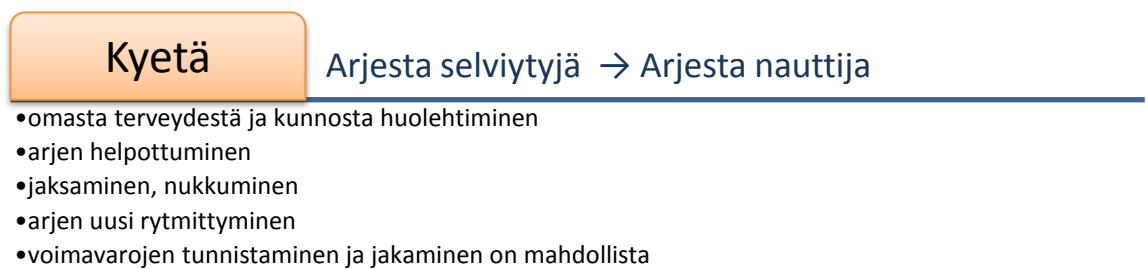 Kyetä
Arjesta selviytyjä → Arjesta nauttija
•omasta terveydestä ja kunnosta huolehtiminen
•arjen helpottuminen
•jaksaminen, nukkuminen
•arjen uusi rytmittyminen
•voimavarojen tunnistaminen ja jakaminen on mahdollista